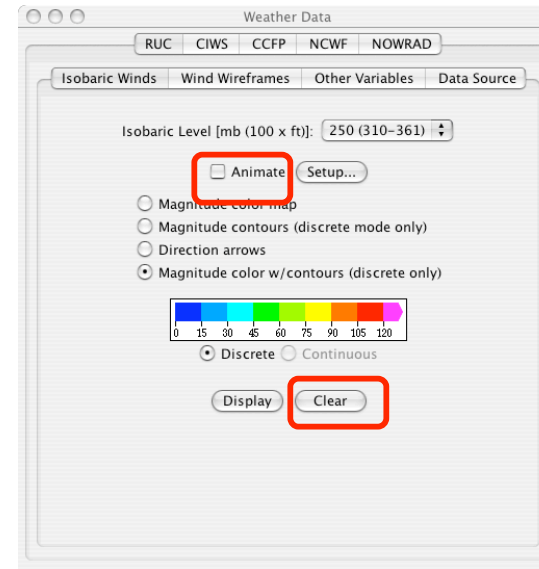 Weather Data
RUC CIWS CCFP NCWF NOWRAD
Isobaric Winds Wind Wireframes Other Variables Data Source
Isobaric Level [mb (100 x ft)]: 250 (310–361)
Animate Setup...
Magnitude color map
Magnitude contours (discrete mode only)
Direction arrows
Magnitude color w/contours (discrete only)
0 15 30 45 60 75 90 105 120
Discrete Continuous
Display Clear